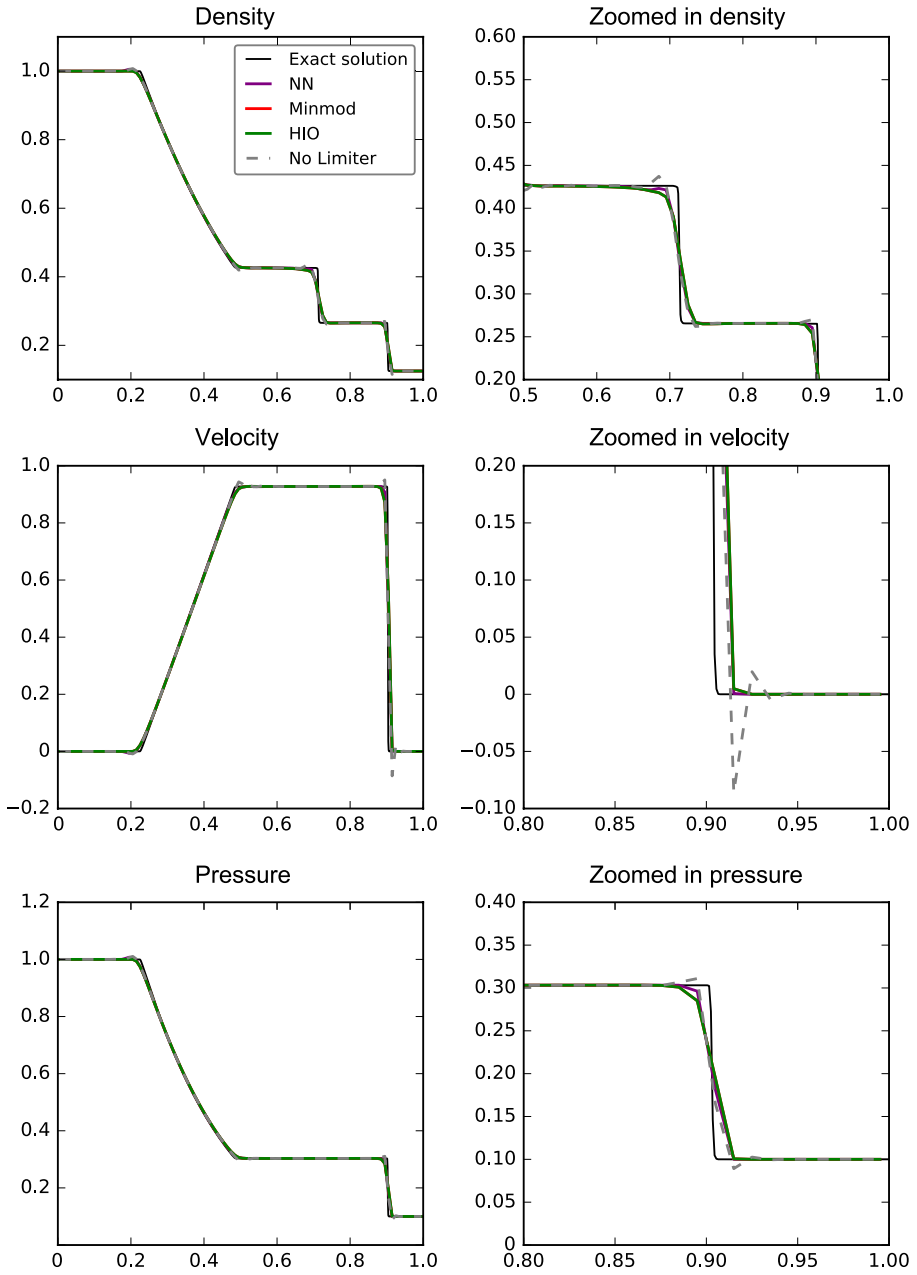 Density
1.0
0.8
0.6
0.4
0.2
0 0.2 0.4 0.6 0.8 1.0
Exact solution
NN
Minmod
HIO
No Limiter
Zoomed in density
0.60
0.55
0.50
0.45
0.40
0.35
0.30
0.25
0.20
0.5 0.6 0.7 0.8 0.9 1.0
Velocity
1.0
0.8
0.6
0.4
0.2
0
−0.2
0 0.2 0.4 0.6 0.8 1.0
Zoomed in velocity
0.20
0.15
0.10
0.05
0
−0.05
−0.10
0.80 0.85 0.90 0.95 1.00
Pressure
1.2
1.0
0.8
0.6
0.4
0.2
0 0.2 0.4 0.6 0.8 1.0
Zoomed in pressure
0.40
0.35
0.30
0.25
0.20
0.15
0.10
0.05
0
0.80 0.85 0.90 0.95 1.00